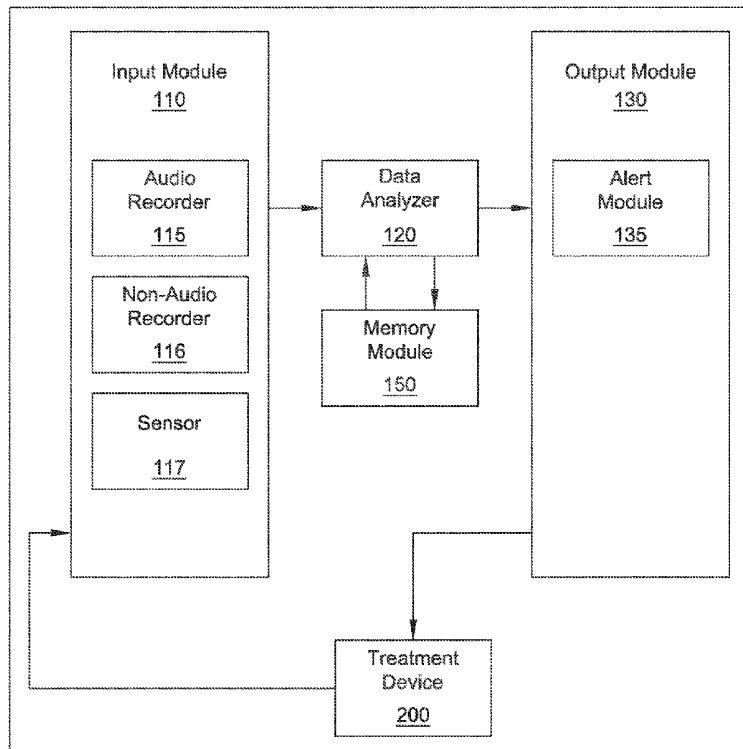 Input Module
110
Audio
Recorder
115
Non-Audio
Recorder
116
Sensor
117
Data
Analyzer
120
Memory
Module
150
Output Module
130
Alert
Module
135
Treatment
Device
200